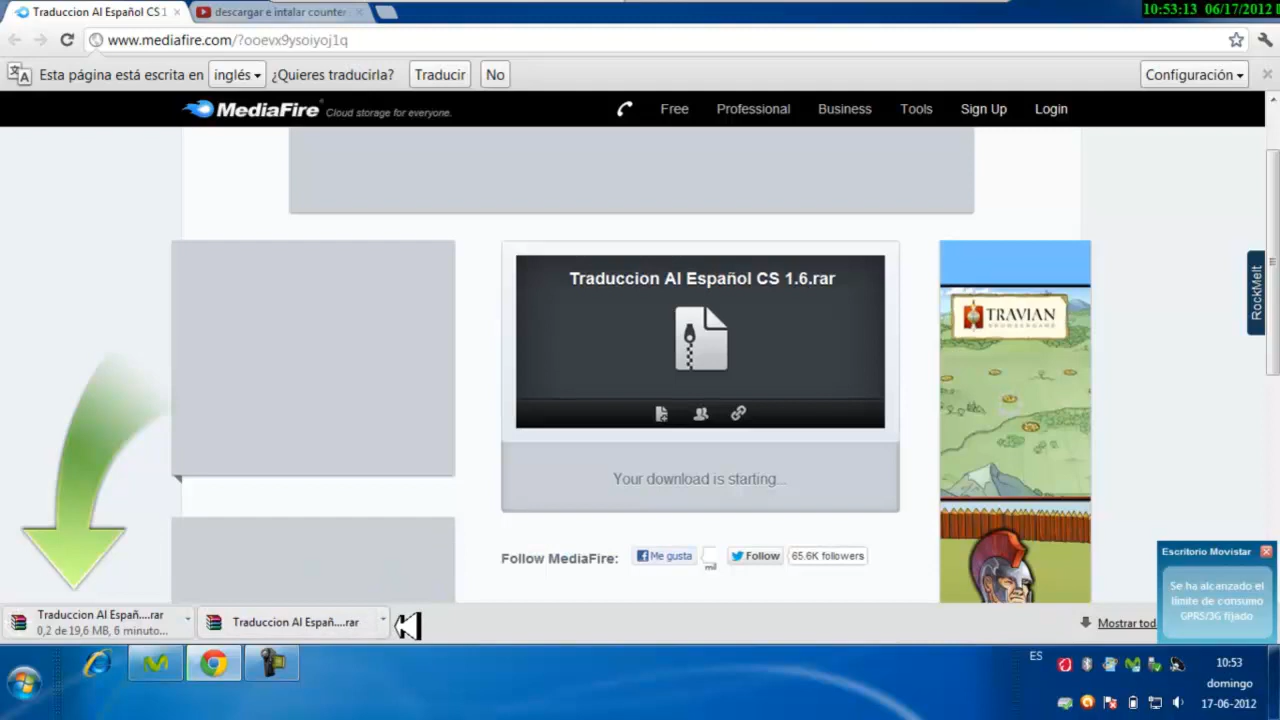 10:53:13 06/17/2012
Traduccion Al Español CS 1
descargar e intalar counter
www.mediafire.com/?ooevx9ysoiyoj1q
Esta página está escrita en inglés ¿Quieres traducirla? Traducir No Configuración
MediaFire Cloud storage for everyone. Free Professional Business Tools Sign Up Login
Traduccion Al Español CS 1.6.rar
TRAVIAN
BROWSERGAME
RockMelt
Your download is starting...
Follow MediaFire: Me gusta mil Follow 65.6K followers
Escritorio Movistar
Se ha alcanzado el
límite de consumo
GPRS/3G fijado
Traduccion Al Españ....rar
0,2 de 19,6 MB, 6 minuto...
Traduccion Al Españ....rar
Mostrar tod
ES
10:53
domingo
17-06-2012